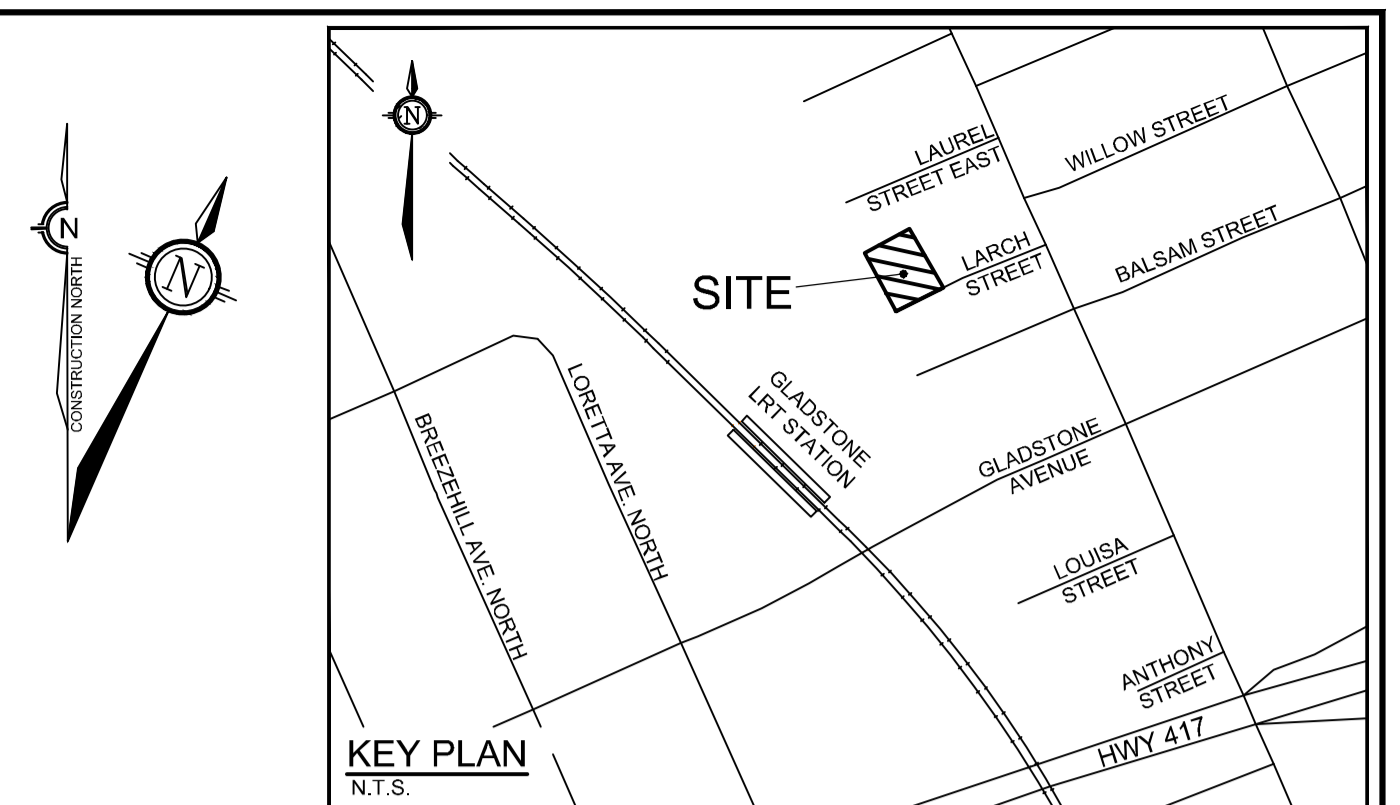 N
CONSTRUCTION NORTH
N
N
LAUREL
STREET EAST
WILLOW STREET
LARCH
STREET
BALSAM STREET
SITE
GLADSTONE
LRT STATION
LORETTA AVE. NORTH
BREEZEHILL AVE. NORTH
GLADSTONE
AVENUE
LOUISA
STREET
ANTHONY
STREET
HWY 417
KEY PLAN
N.T.S.